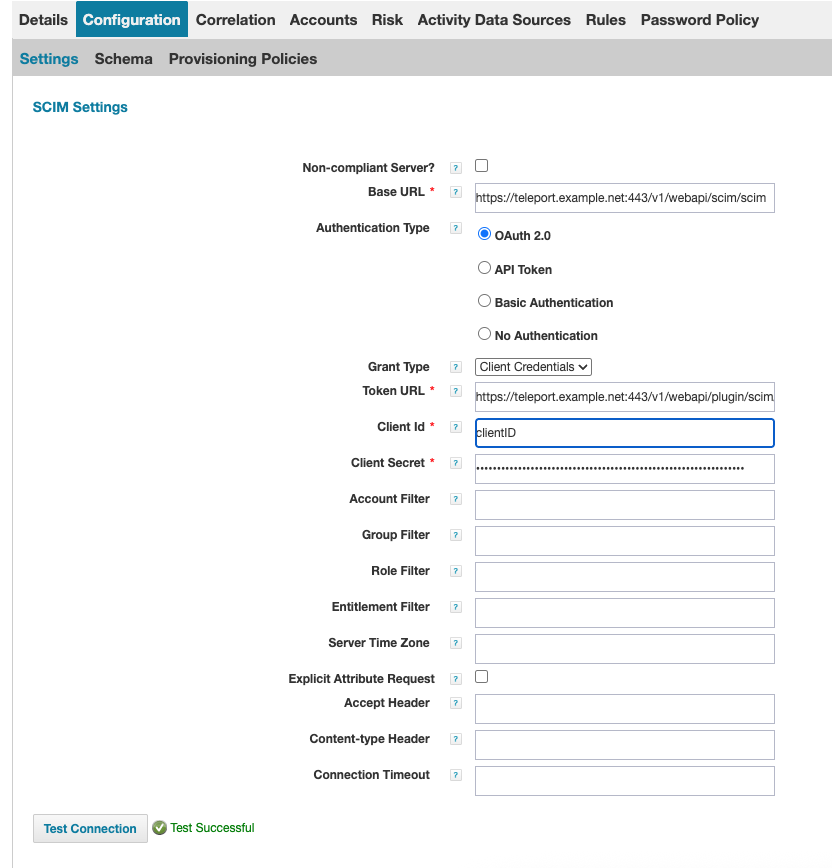 Details Configuration Correlation Accounts Risk Activity Data Sources Rules Password Policy
Settings Schema Provisioning Policies
SCIM Settings
Non-compliant Server? ?
Base URL * ? https://teleport.example.net:443/v1/webapi/scim/scim
Authentication Type ? OAuth 2.0
API Token
Basic Authentication
No Authentication
Grant Type ? Client Credentials
Token URL * ? https://teleport.example.net:443/v1/webapi/plugin/scim
Client Id * ? clientID
Client Secret * ? ••••••••••••••••••••••••••••••••••••••••••••••••••••••••••••••••
Account Filter ?
Group Filter ?
Role Filter ?
Entitlement Filter ?
Server Time Zone ?
Explicit Attribute Request ?
Accept Header ?
Content-type Header ?
Connection Timeout ?
Test Connection Test Successful